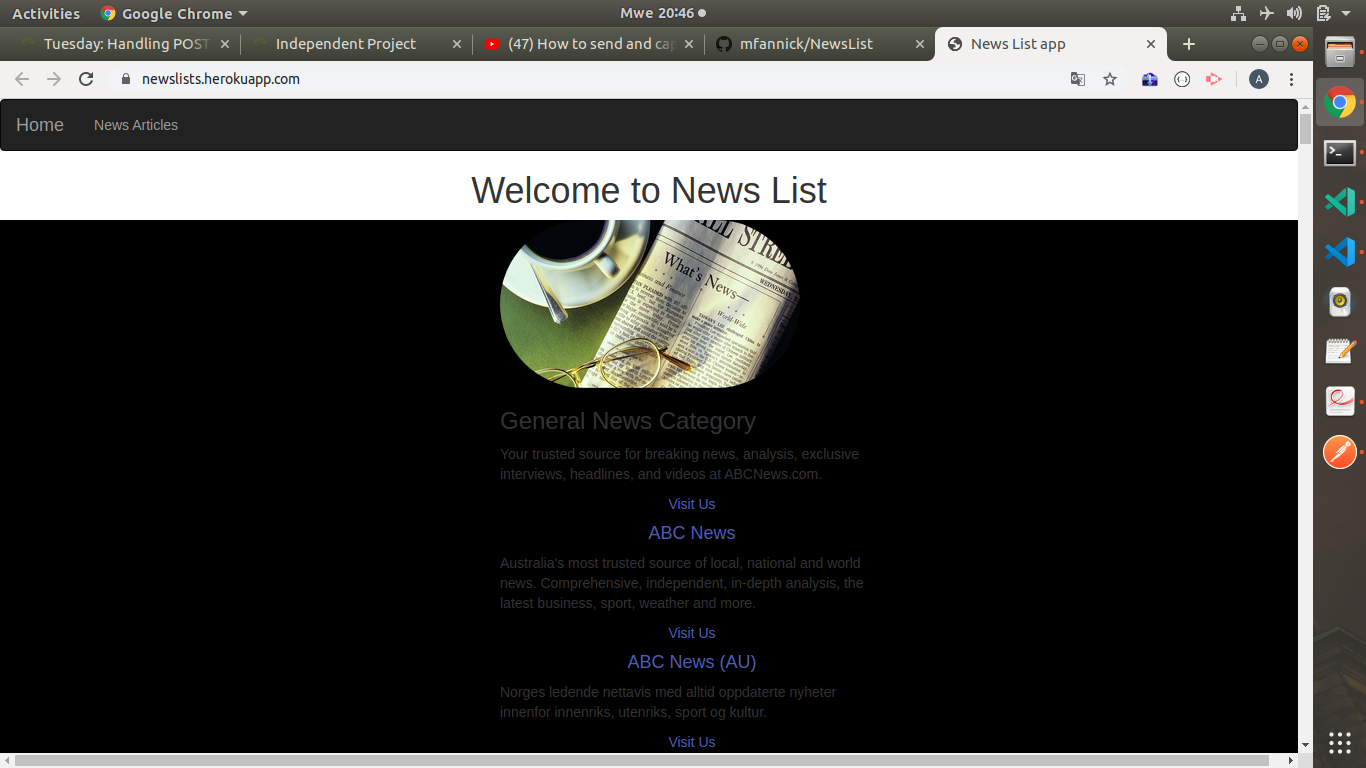 Activities
Google Chrome
Mwe 20:46
Tuesday: Handling POST
Independent Project
(47) How to send and cap
mfannick/NewsList
News List app
newslists.herokuapp.com
A
Home
News Articles
Welcome to News List
What's News—
Business and Finance
World-Wide
General News Category
Your trusted source for breaking news, analysis, exclusive
interviews, headlines, and videos at ABCNews.com.
Visit Us
ABC News
Australia's most trusted source of local, national and world
news. Comprehensive, independent, in-depth analysis, the
latest business, sport, weather and more.
Visit Us
ABC News (AU)
Norges ledende nettavis med alltid oppdaterte nyheter
innenfor innenriks, utenriks, sport og kultur.
Visit Us